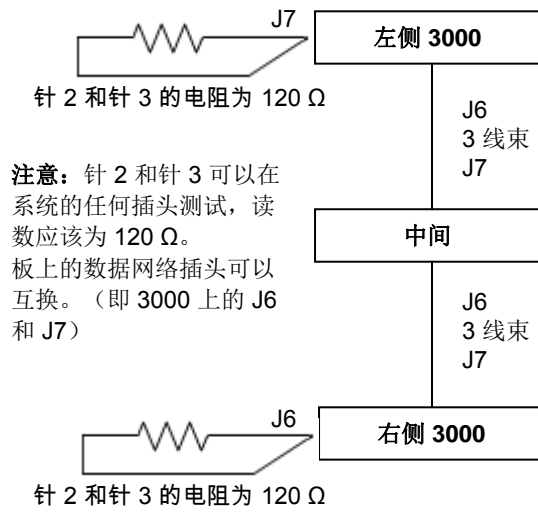 J7
左侧 3000
针 2 和针 3 的电阻为 120 Ω
J6
3 线束
J7
注意：针 2 和针 3 可以在
系统的任何插头测试，读
数应该为 120 Ω。
板上的数据网络插头可以
互换。（即 3000 上的 J6
和 J7）
中间
J6
3 线束
J7
J6
右侧 3000
针 2 和针 3 的电阻为 120 Ω